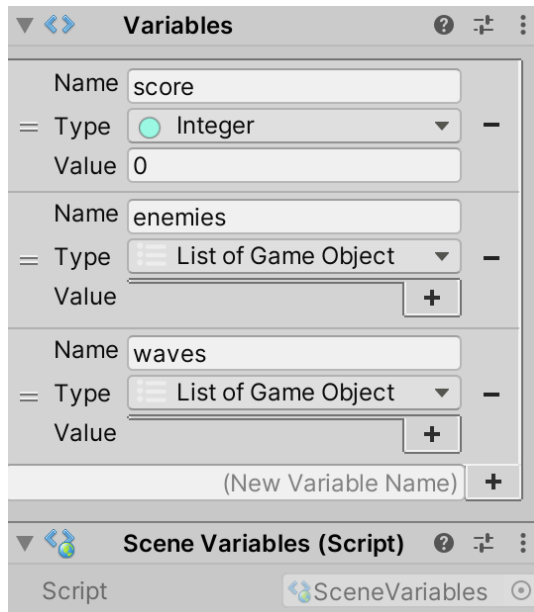 Variables
Name score
Type Integer
Value 0
Name enemies
Type List of Game Object
Value
Name waves
Type List of Game Object
Value
(New Variable Name)
Scene Variables (Script)
Script SceneVariables